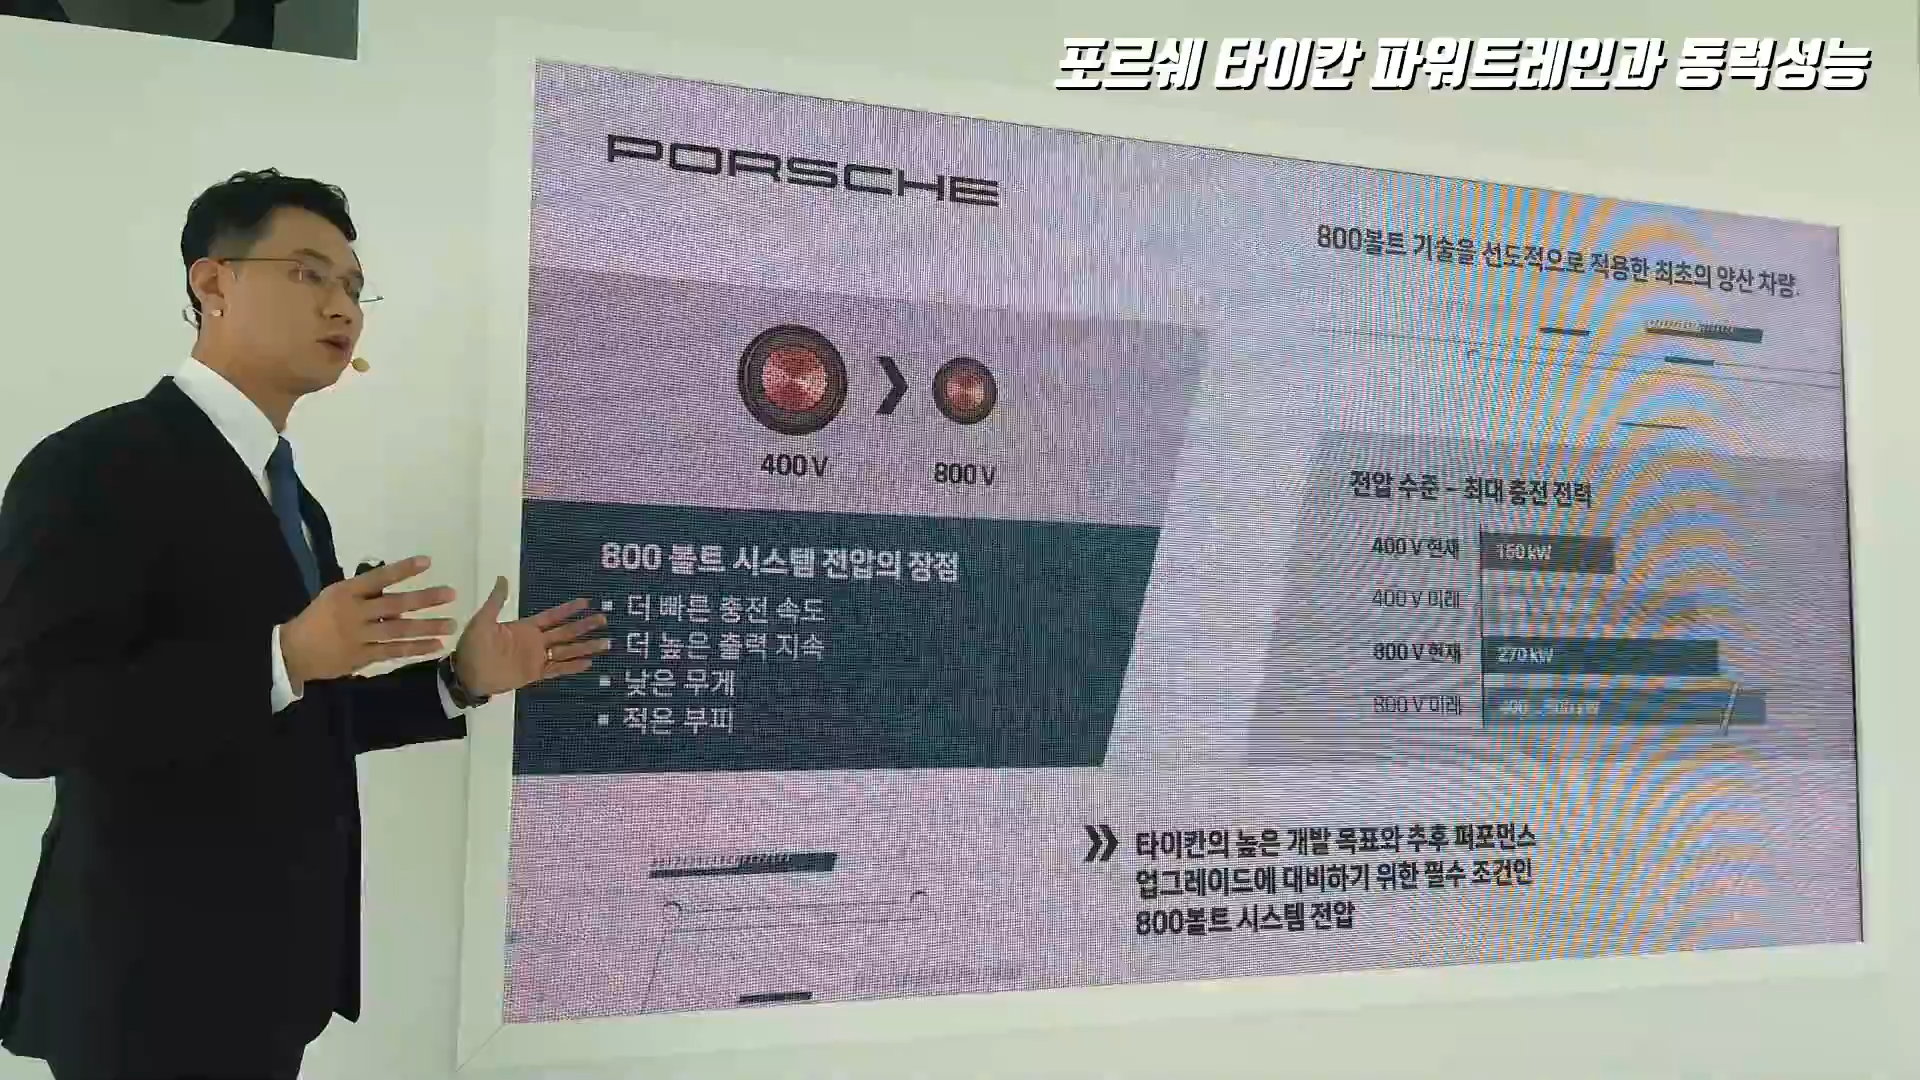 포르쉐 타이칸 파워트레인과 동력성능
PORSCHE
800볼트 기술을 선도적으로 적용한 최초의 양산 차량.
400 V
800 V
800 볼트 시스템 전압의 장점
▪ 더 빠른 충전 속도
▪ 더 높은 출력 지속
▪ 낮은 무게
▪ 적은 부피
전압 수준 - 최대 충전 전력
400 V 현재
150 kW
400 V 미래
800 V 현재
270 kW
800 V 미래
타이칸의 높은 개발 목표와 추후 퍼포먼스
업그레이드에 대비하기 위한 필수 조건인
800볼트 시스템 전압